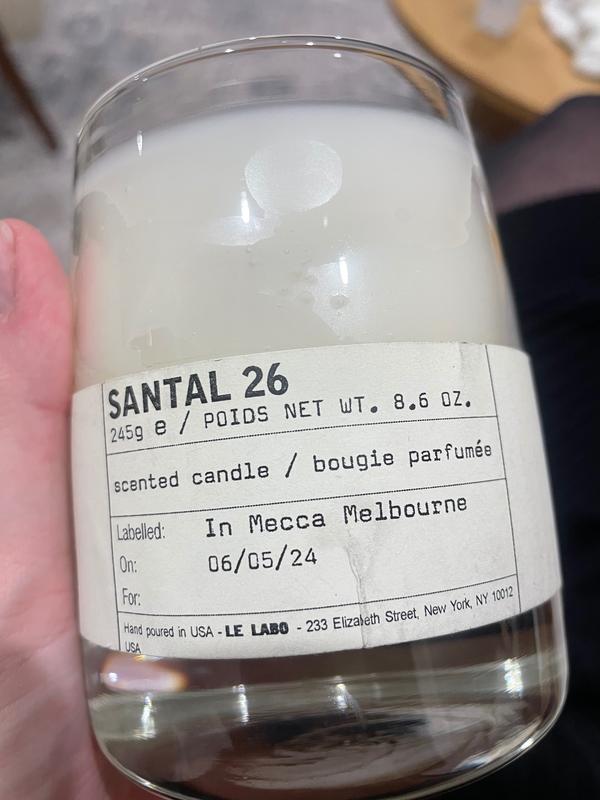 SANTAL 26
245g e / POIDS NET WT. 8.6 OZ.
scented candle / bougie parfumée
Labelled: In Mecca Melbourne
On: 06/05/24
For:
Hand poured in USA - LE LABO - 233 Elizabeth Street, New York, NY 10012
USA